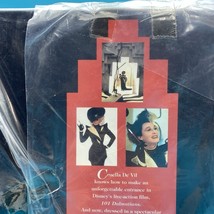 Cruella De Vil
knows how to make an
unforgettable entrance in
Disney's live-action film,
101 Dalmatians.
And now, dressed in a spectacular